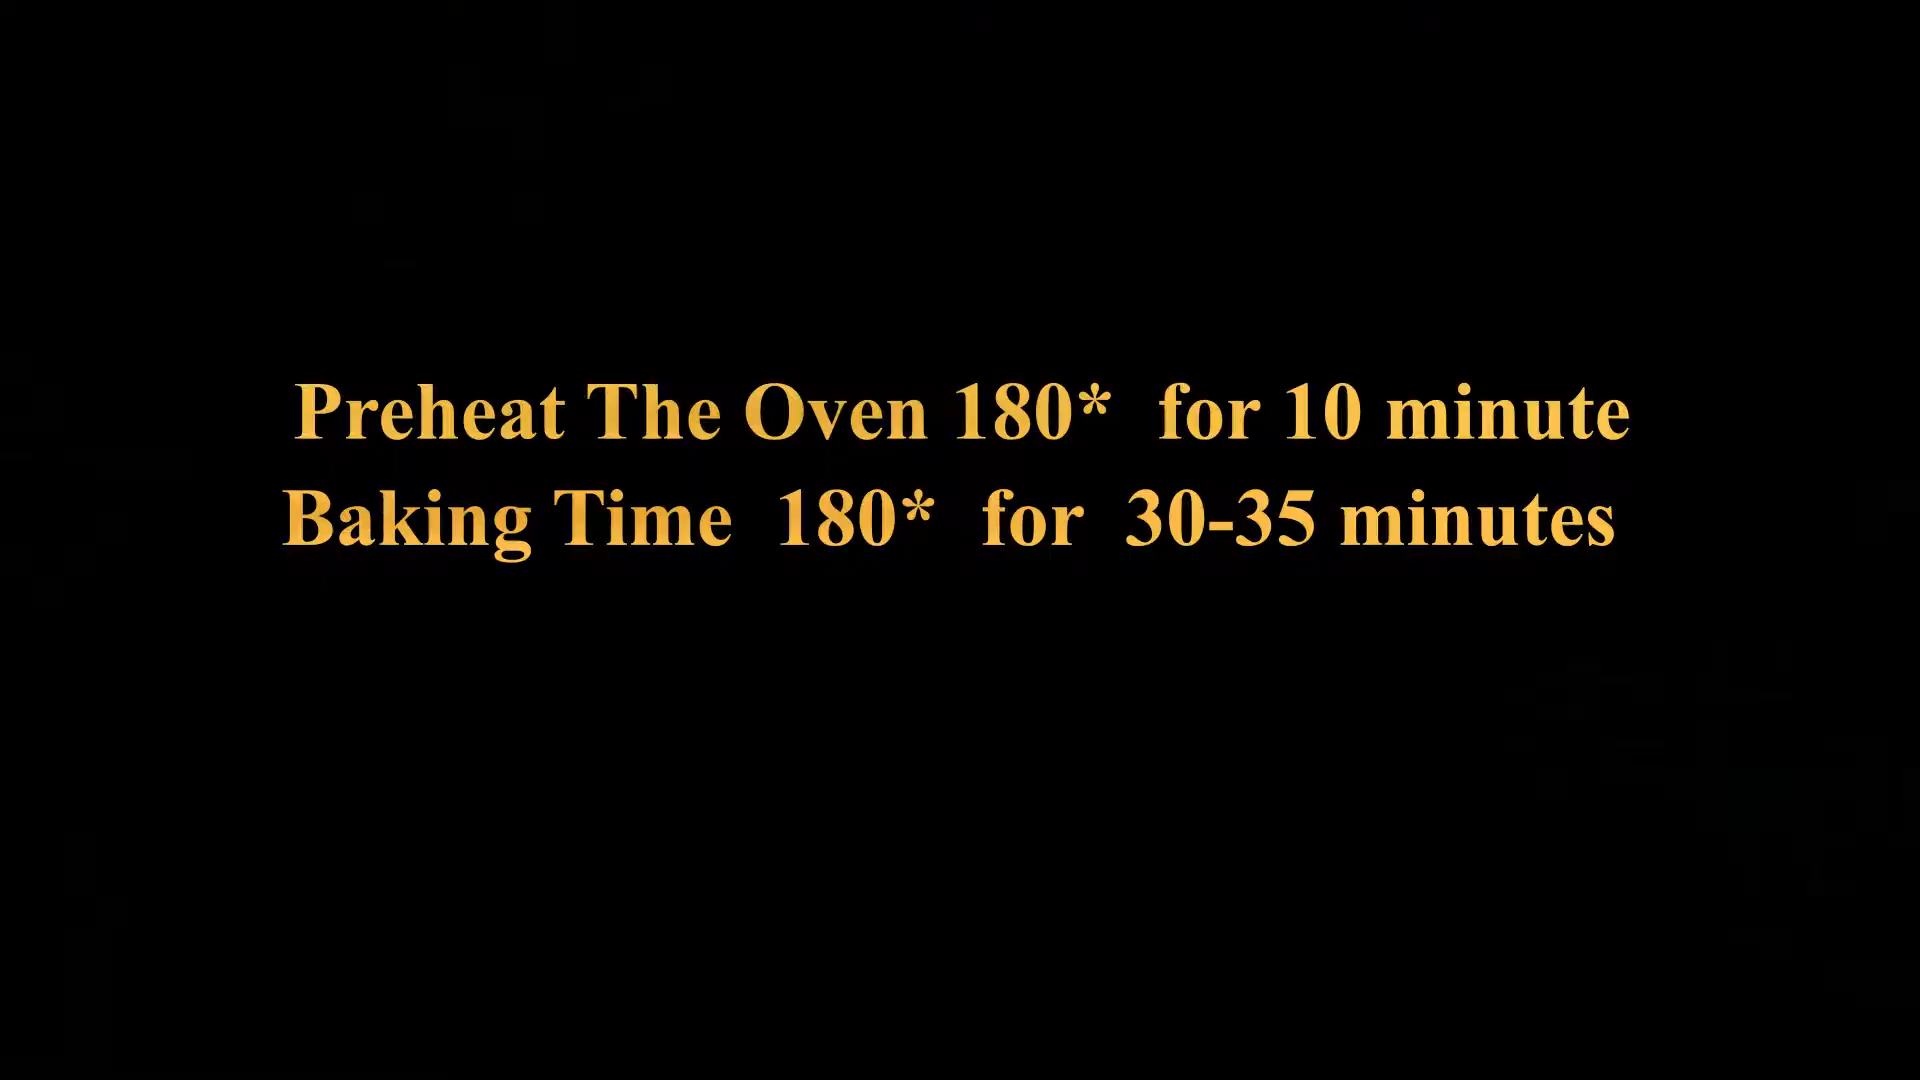 Preheat The Oven 180*  for 10 minute
Baking Time  180*  for  30-35 minutes